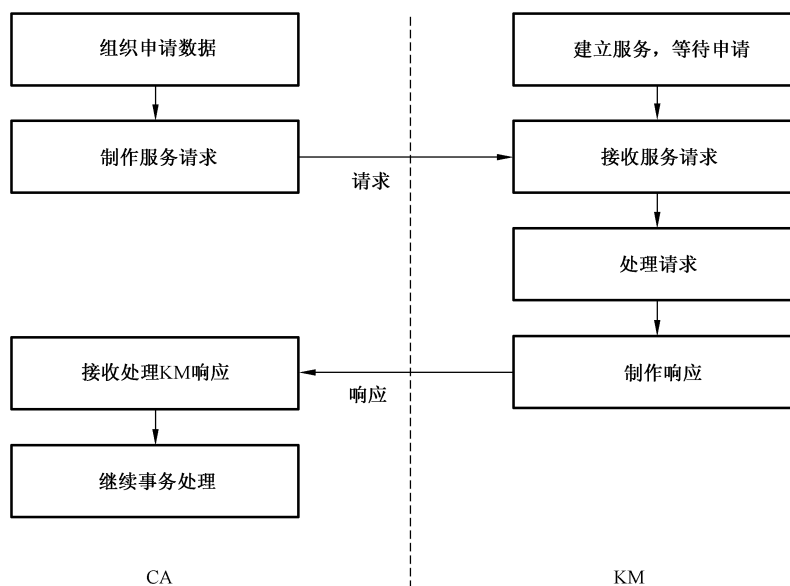 组织申请数据
建立服务，等待申请
制作服务请求
请求
接收服务请求
处理请求
接收处理KM响应
响应
制作响应
继续事务处理
CA
KM